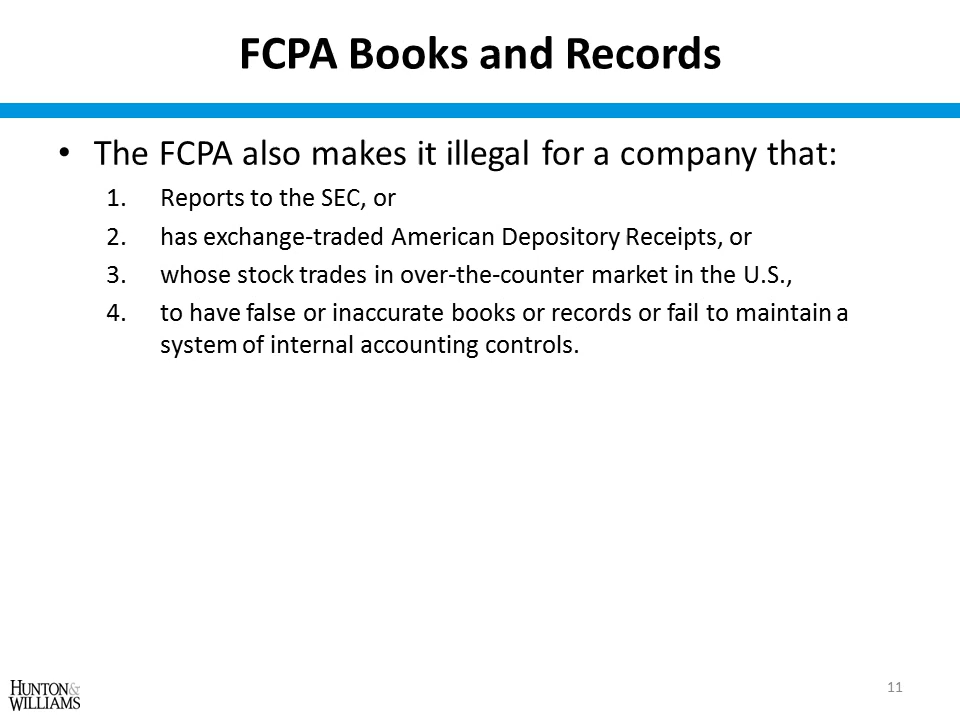 FCPA Books and Records
• The FCPA also makes it illegal for a company that:
1. Reports to the SEC, or
2. has exchange-traded American Depository Receipts, or
3. whose stock trades in over-the-counter market in the U.S.,
4. to have false or inaccurate books or records or fail to maintain a
system of internal accounting controls.
HUNTON&
WILLIAMS
11